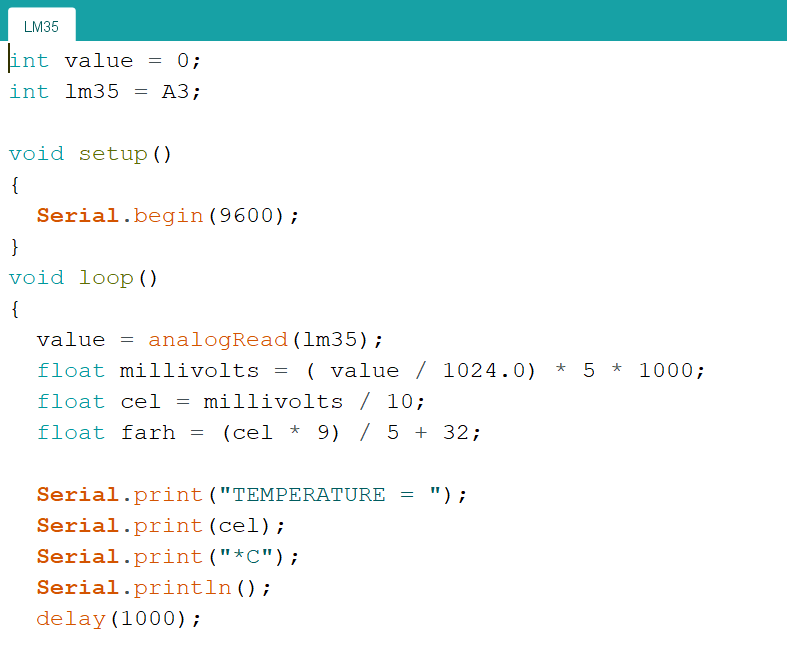 LM35
int value = 0;
int lm35 = A3;
void setup()
{
  Serial.begin(9600);
}
void loop()
{
  value = analogRead(lm35);
  float millivolts = ( value / 1024.0) * 5 * 1000;
  float cel = millivolts / 10;
  float farh = (cel * 9) / 5 + 32;
  Serial.print("TEMPERATURE = ");
  Serial.print(cel);
  Serial.print("*C");
  Serial.println();
  delay(1000);